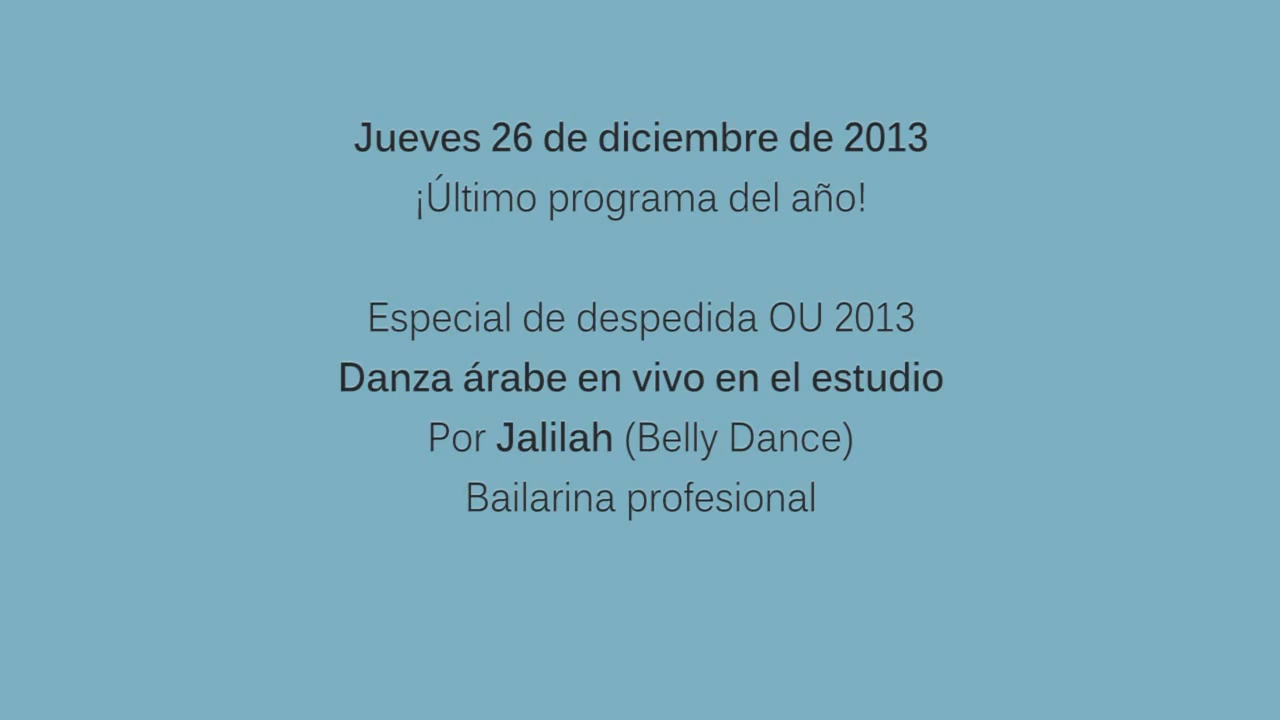 Jueves 26 de diciembre de 2013
¡Último programa del año!
Especial de despedida OU 2013
Danza árabe en vivo en el estudio
Por Jalilah (Belly Dance)
Bailarina profesional